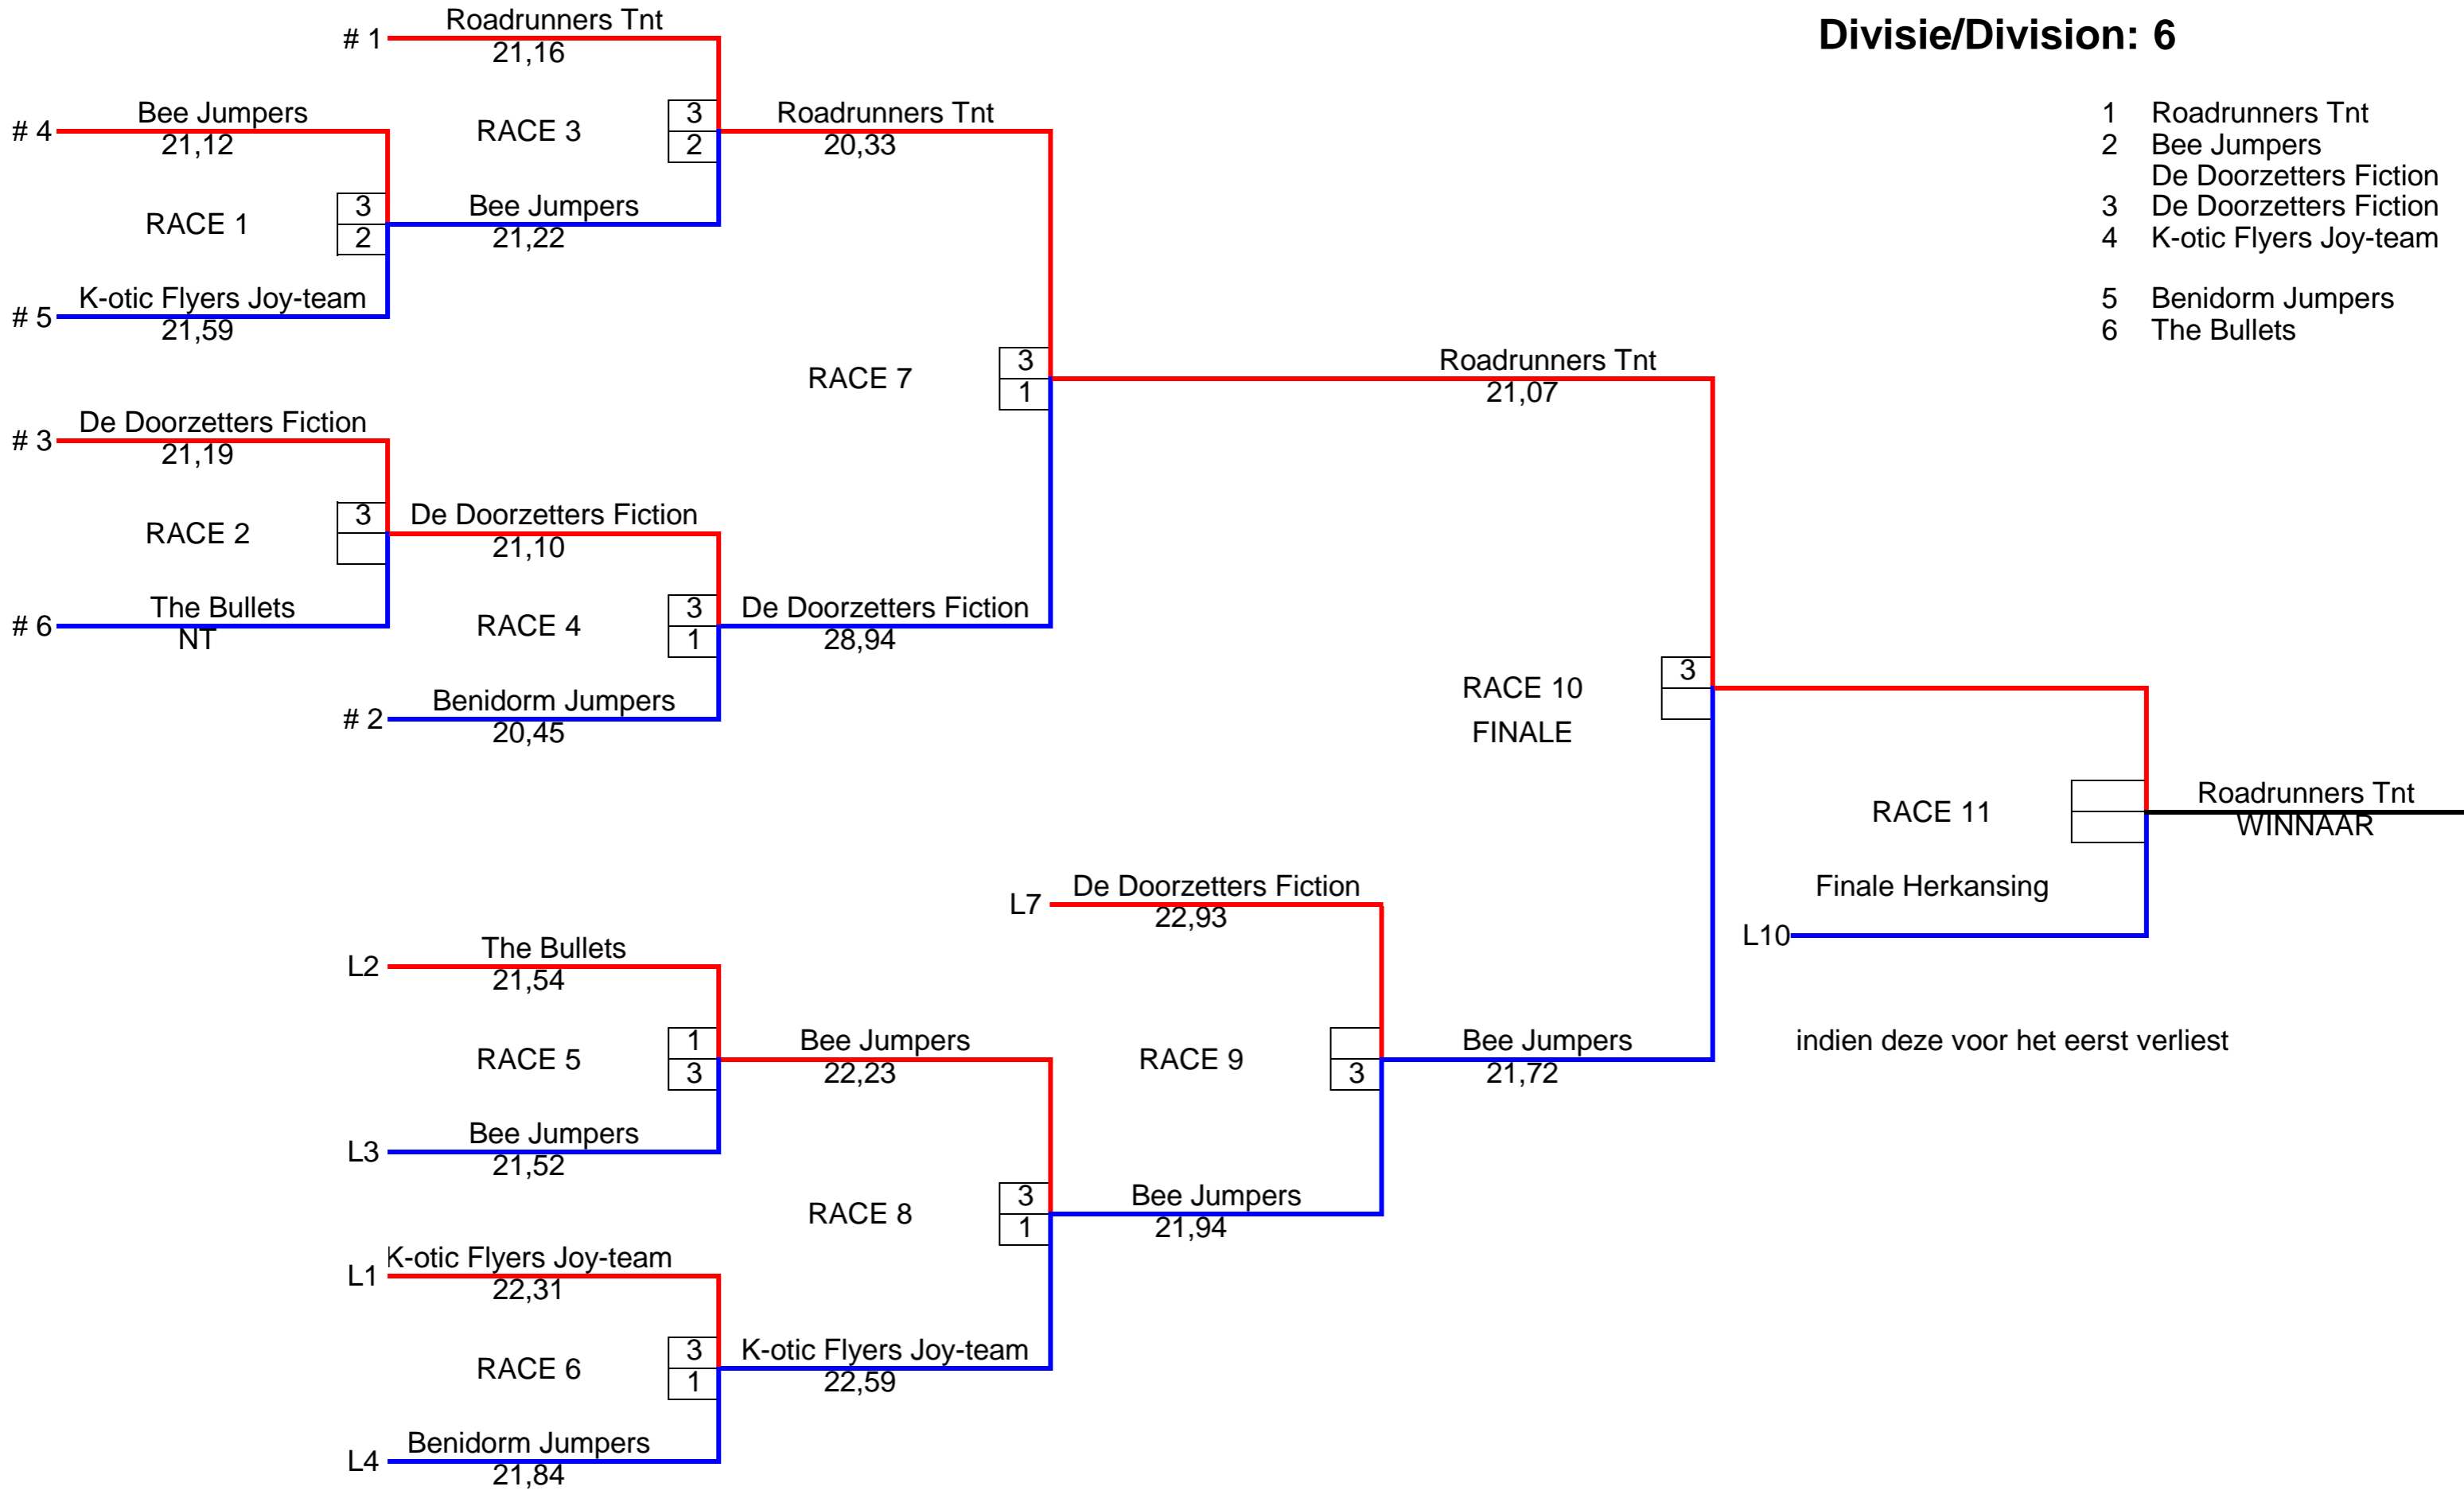 Divisie/Division: 6
1 Roadrunners Tnt
2 Bee Jumpers
De Doorzetters Fiction
3 De Doorzetters Fiction
4 K-otic Flyers Joy-team
5 Benidorm Jumpers
6 The Bullets
# 1 Roadrunners Tnt
21,16
# 4 Bee Jumpers
21,12
RACE 1
3
2
# 5 K-otic Flyers Joy-team
21,59
RACE 3
3
2
Bee Jumpers
21,22
# 3 De Doorzetters Fiction
21,19
RACE 2
3
# 6 The Bullets
NT
De Doorzetters Fiction
21,10
RACE 4
3
1
# 2 Benidorm Jumpers
20,45
Roadrunners Tnt
20,33
RACE 7
3
1
De Doorzetters Fiction
28,94
Roadrunners Tnt
21,07
RACE 10
FINALE
3
L2 The Bullets
21,54
RACE 5
1
3
L3 Bee Jumpers
21,52
L1 K-otic Flyers Joy-team
22,31
RACE 6
3
1
L4 Benidorm Jumpers
21,84
Bee Jumpers
22,23
RACE 8
3
1
K-otic Flyers Joy-team
22,59
L7 De Doorzetters Fiction
22,93
RACE 9
3
Bee Jumpers
21,94
Bee Jumpers
21,72
RACE 11
Finale Herkansing
L10
indien deze voor het eerst verliest
Roadrunners Tnt
WINNAAR